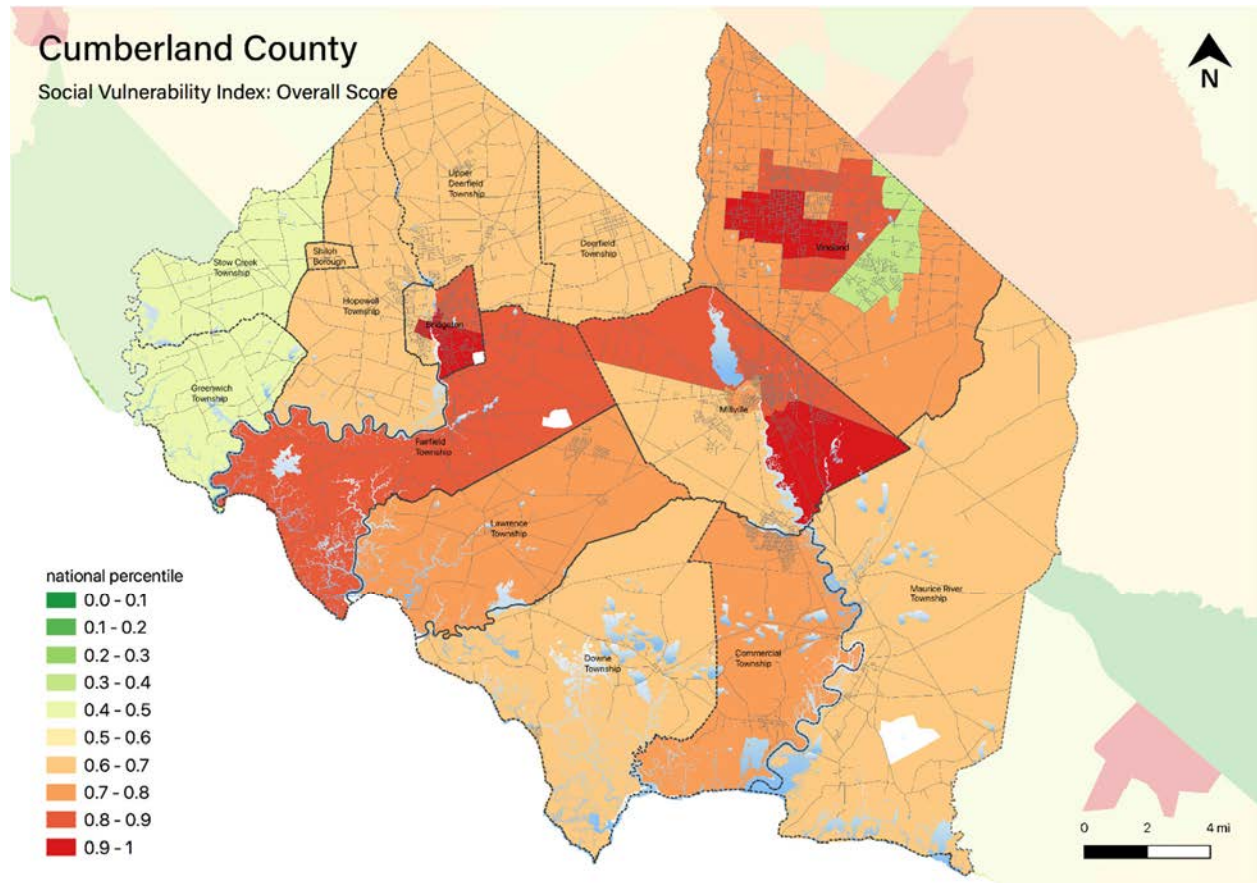 Cumberland County
Social Vulnerability Index: Overall Score
N
Upper
Deerfield
Township
Deerfield
Township
Vineland
Shiloh
Borough
Stow Creek
Township
Hopewell
Township
Bridgeton
Greenwich
Township
Millville
Fairfield
Township
Lawrence
Township
Maurice River
Township
Downe
Township
Commercial
Township
national percentile
0.0 - 0.1
0.1 - 0.2
0.2 - 0.3
0.3 - 0.4
0.4 - 0.5
0.5 - 0.6
0.6 - 0.7
0.7 - 0.8
0.8 - 0.9
0.9 - 1
0 2 4 mi